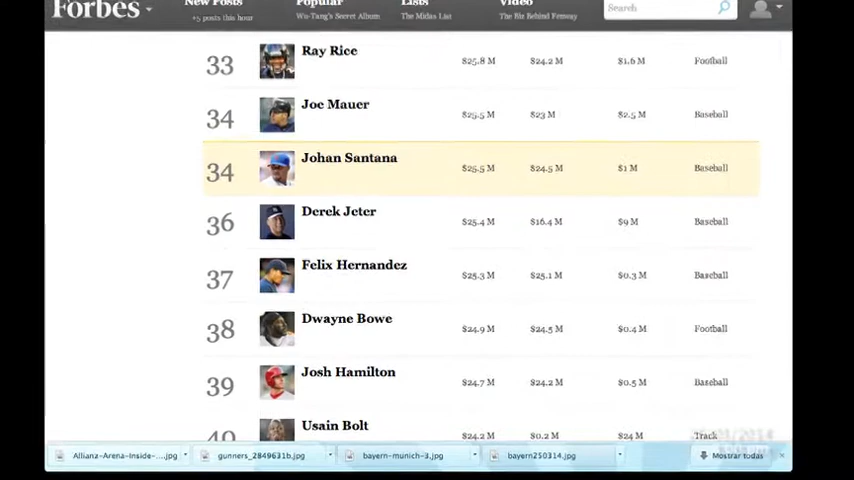 Forbes
New Posts
+5 posts this hour
Popular
Wu-Tang's Secret Album
Lists
The Midas List
Video
The Biz Behind Fenway
Search
33 Ray Rice $25.8 M $24.2 M $1.6 M Football
34 Joe Mauer $25.5 M $23 M $2.5 M Baseball
34 Johan Santana $25.5 M $24.5 M $1 M Baseball
36 Derek Jeter $25.4 M $16.4 M $9 M Baseball
37 Felix Hernandez $25.3 M $25.1 M $0.3 M Baseball
38 Dwayne Bowe $24.9 M $24.5 M $0.4 M Football
39 Josh Hamilton $24.7 M $24.2 M $0.5 M Baseball
40 Usain Bolt $24.2 M $0.2 M $24 M Track
Allianz-Arena-Inside-....jpg gunners_2849631b.jpg bayern-munich-3.jpg bayern250314.jpg Mostrar todas